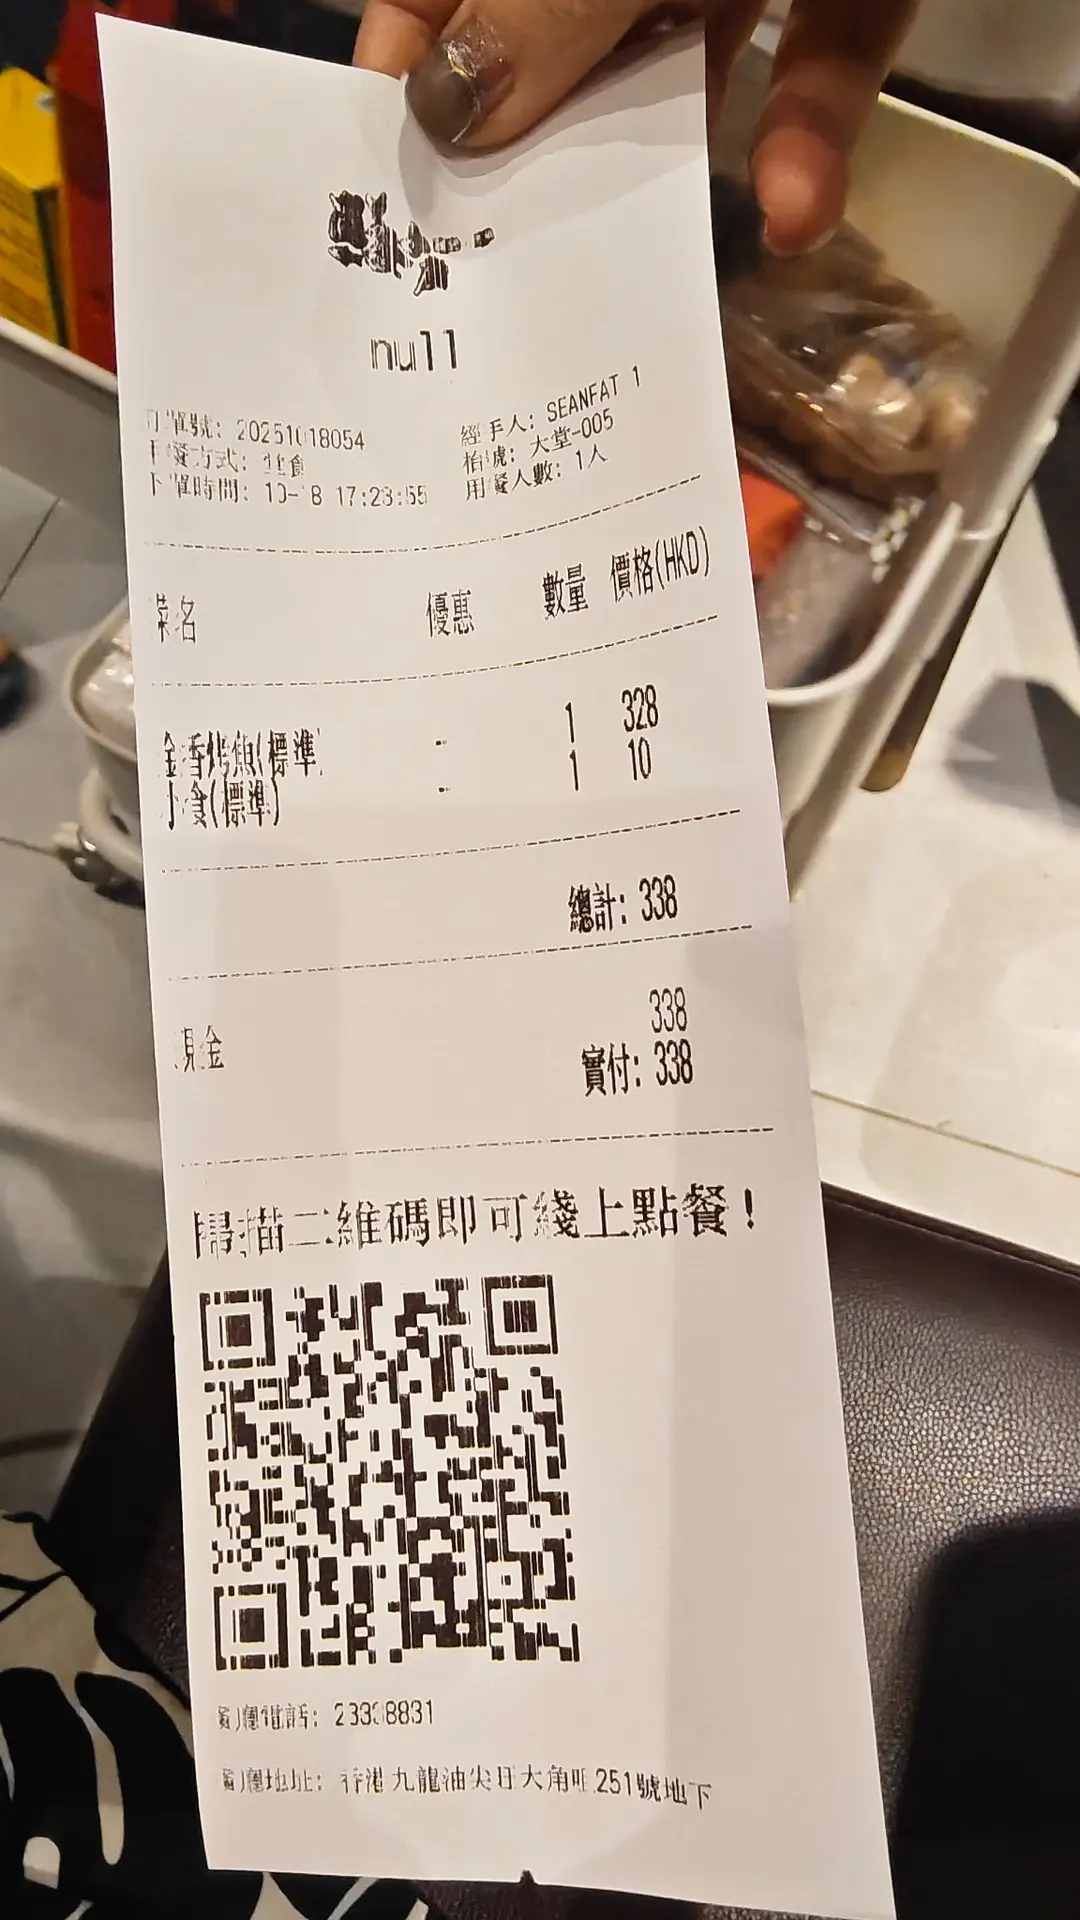 null
訂單號: 20251018054
經手人: SEANFAT 1
用餐方式: 堂食
枱號: 大堂-005
下單時間: 10-18 17:23:55
用餐人數: 1人
菜名 優惠 數量 價格(HKD)
金香烤魚(標準) - 1 328
小食(標準) - 1 10
總計: 338
現金 338
實付: 338
掃描二維碼即可綫上點餐!
餐廳電話: 23338831
餐廳地址: 香港九龍油尖旺大角咀251號地下